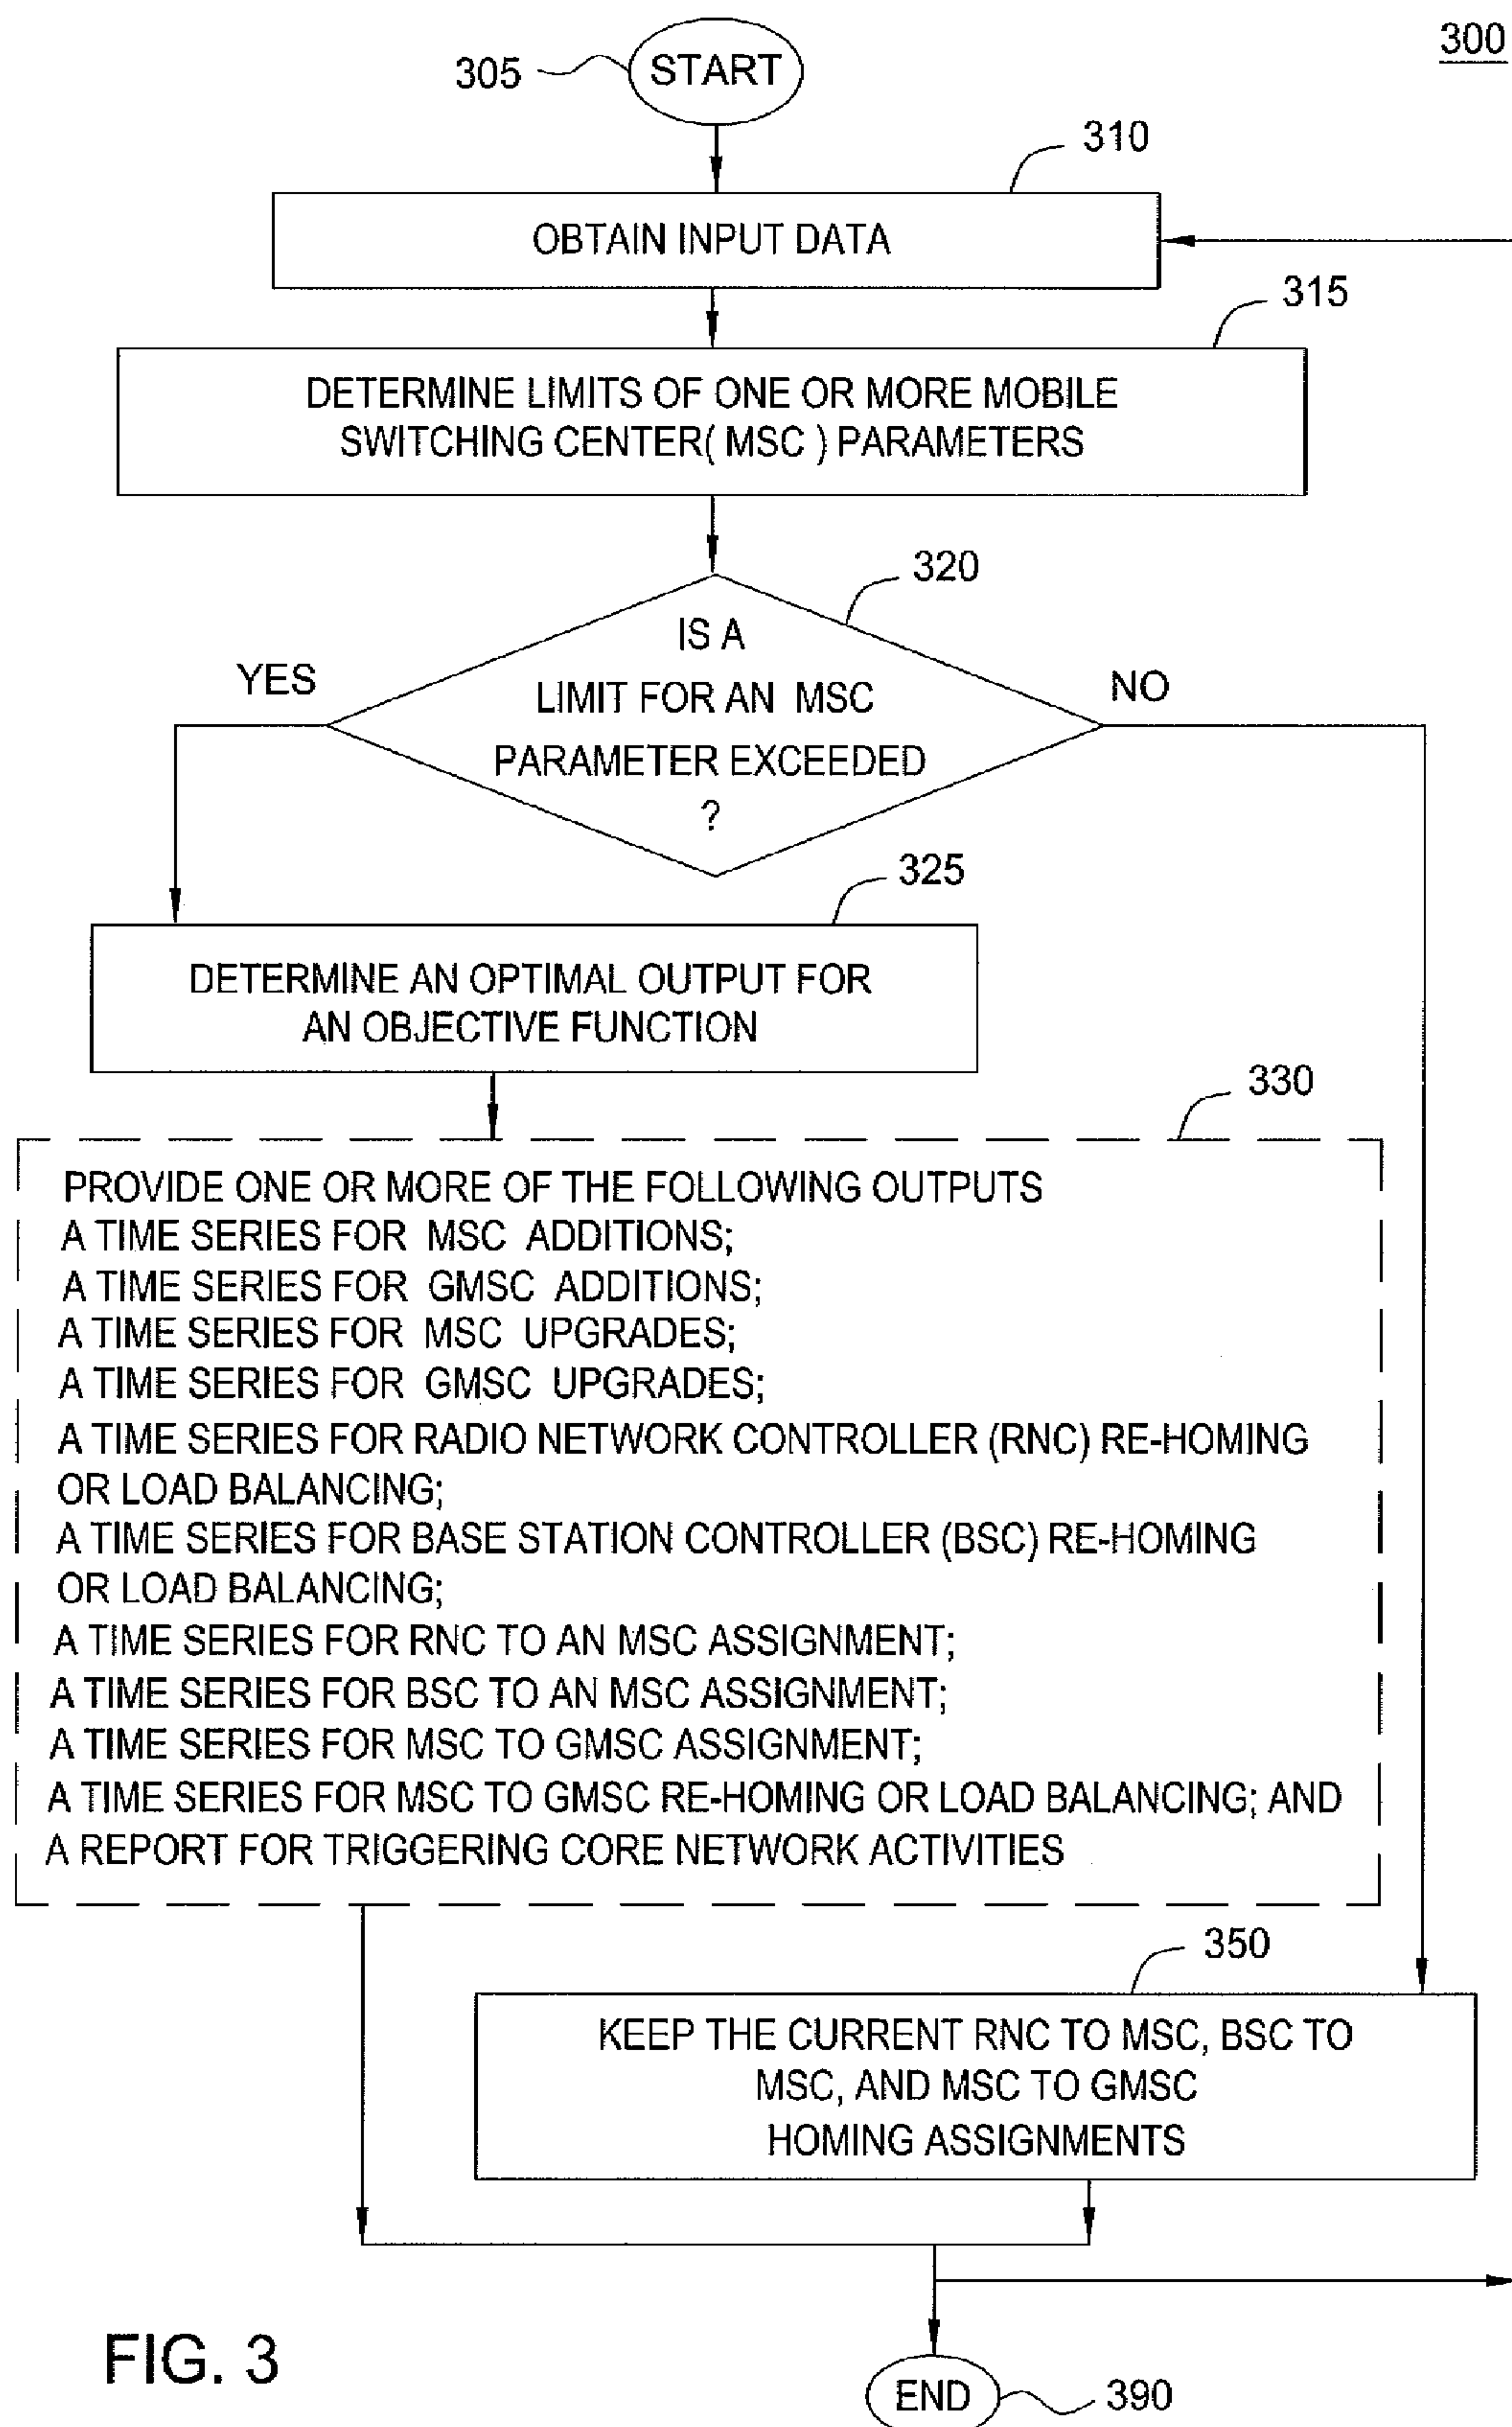 300
305
START
310
OBTAIN INPUT DATA
315
DETERMINE LIMITS OF ONE OR MORE MOBILE
SWITCHING CENTER( MSC ) PARAMETERS
320
IS A
LIMIT FOR AN MSC
PARAMETER EXCEEDED
?
YES
NO
325
DETERMINE AN OPTIMAL OUTPUT FOR
AN OBJECTIVE FUNCTION
330
PROVIDE ONE OR MORE OF THE FOLLOWING OUTPUTS
A TIME SERIES FOR MSC ADDITIONS;
A TIME SERIES FOR GMSC ADDITIONS;
A TIME SERIES FOR MSC UPGRADES;
A TIME SERIES FOR GMSC UPGRADES;
A TIME SERIES FOR RADIO NETWORK CONTROLLER (RNC) RE-HOMING
OR LOAD BALANCING;
A TIME SERIES FOR BASE STATION CONTROLLER (BSC) RE-HOMING
OR LOAD BALANCING;
A TIME SERIES FOR RNC TO AN MSC ASSIGNMENT;
A TIME SERIES FOR BSC TO AN MSC ASSIGNMENT;
A TIME SERIES FOR MSC TO GMSC ASSIGNMENT;
A TIME SERIES FOR MSC TO GMSC RE-HOMING OR LOAD BALANCING; AND
A REPORT FOR TRIGGERING CORE NETWORK ACTIVITIES
350
KEEP THE CURRENT RNC TO MSC, BSC TO
MSC, AND MSC TO GMSC
HOMING ASSIGNMENTS
FIG. 3
END
390